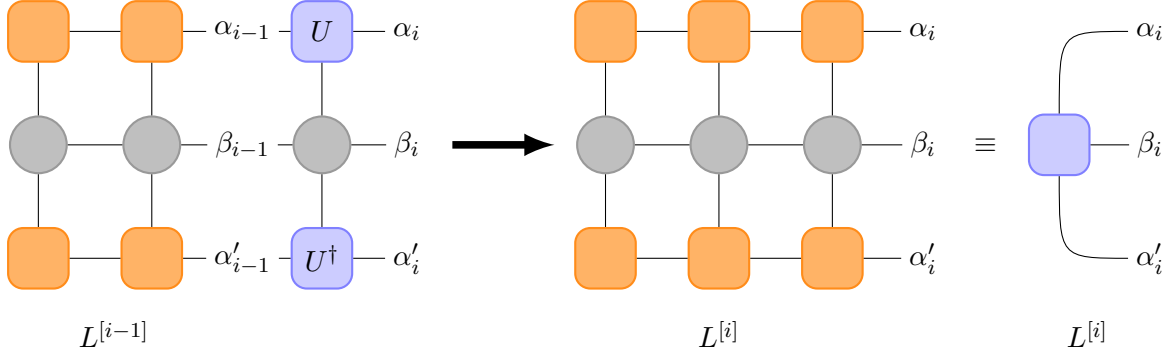 α_{i−1} U α_i α_i α_i
β_{i−1} β_i β_i ≡ β_i
α′_{i−1} U† α′_i α′_i α′_i
L^{[i−1]} L^{[i]} L^{[i]}